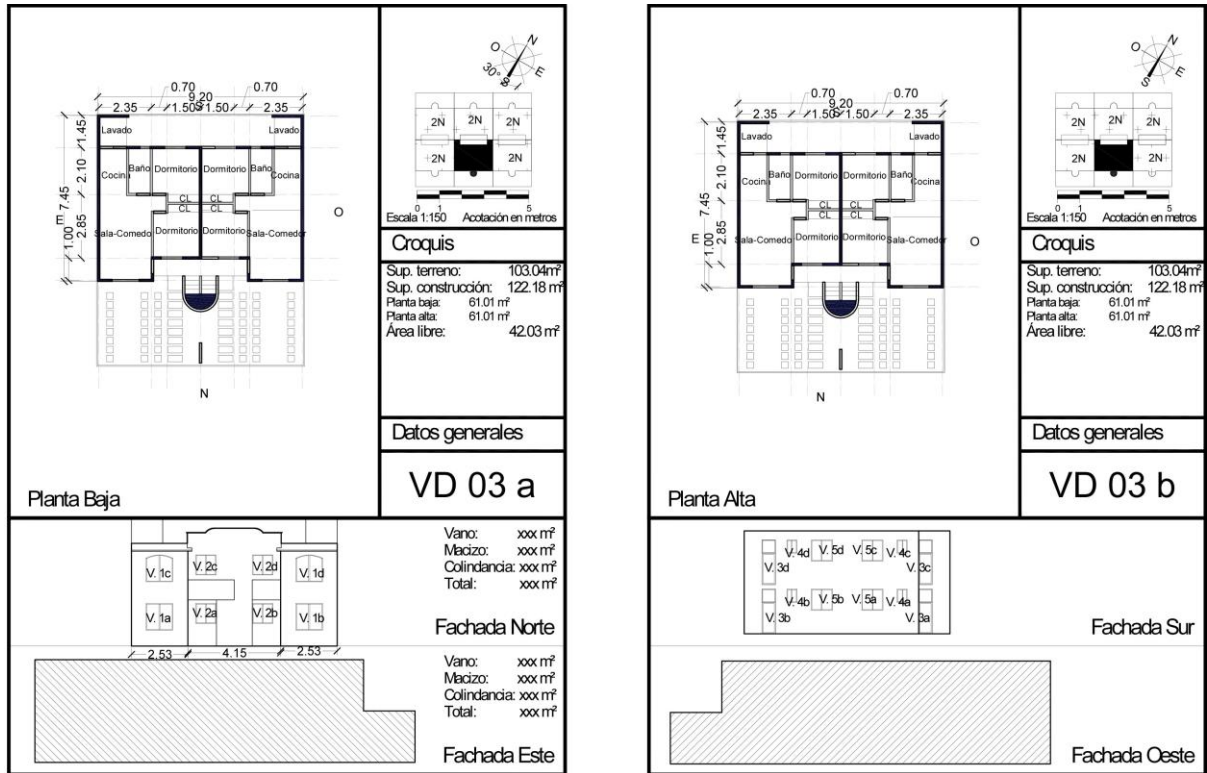 0.70
0.70
9.20
2.35
1.50
1.50
2.35
1.45
2.10
7.45
2.85
1.00
Lavado
Lavado
Baño
Dormitorio
Dormitorio
Baño
Cocina
Cocina
CL
CL
CL
CL
Sala-Comedo
Dormitorio
Dormitorio
Sala-Comedor
E
O
N
Planta Baja
O
N
30°
S
E
2N
2N
2N
2N
2N
0
1
5
Escala 1:150
Acotación en metros
Croquis
Sup. terreno: 103.04m²
Sup. construcción: 122.18 m²
Planta baja: 61.01 m²
Planta alta: 61.01 m²
Área libre: 42.03 m²
Datos generales
VD 03 a
V. 1c
V. 2c
V. 2d
V. 1d
V. 1a
V. 2a
V. 2b
V. 1b
2.53
4.15
2.53
Vano: xxx m²
Macizo: xxx m²
Colindancia: xxx m²
Total: xxx m²
Fachada Norte
Vano: xxx m²
Macizo: xxx m²
Colindancia: xxx m²
Total: xxx m²
Fachada Este
0.70
0.70
9.20
2.35
1.50
1.50
2.35
1.45
2.10
7.45
2.85
1.00
Lavado
Lavado
Baño
Dormitorio
Dormitorio
Baño
Cocina
Cocina
CL
CL
CL
CL
Sala-Comedo
Dormitorio
Dormitorio
Sala-Comedor
E
O
N
Planta Alta
O
N
30°
S
E
2N
2N
2N
2N
2N
0
1
5
Escala 1:150
Acotación en metros
Croquis
Sup. terreno: 103.04m²
Sup. construcción: 122.18 m²
Planta baja: 61.01 m²
Planta alta: 61.01 m²
Área libre: 42.03 m²
Datos generales
VD 03 b
V. 3d
V. 4d
V. 5d
V. 5c
V. 4c
V. 3c
V. 3b
V. 4b
V. 5b
V. 5a
V. 4a
V. 3a
Fachada Sur
Fachada Oeste